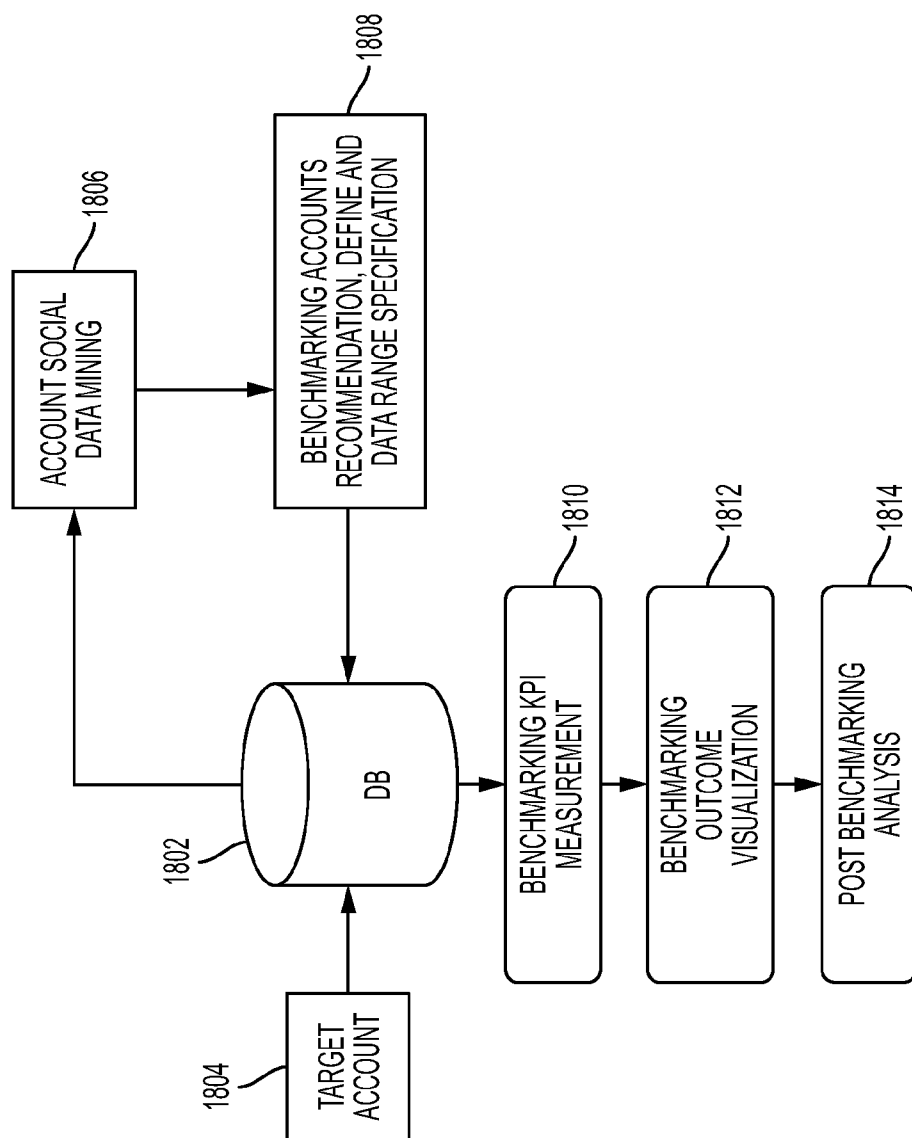 1806
ACCOUNT SOCIAL
DATA MINING
1808
BENCHMARKING ACCOUNTS
RECOMMENDATION, DEFINE AND
DATA RANGE SPECIFICATION
1802
DB
1804
TARGET
ACCOUNT
1810
BENCHMARKING KPI
MEASUREMENT
1812
BENCHMARKING
OUTCOME
VISUALIZATION
1814
POST BENCHMARKING
ANALYSIS